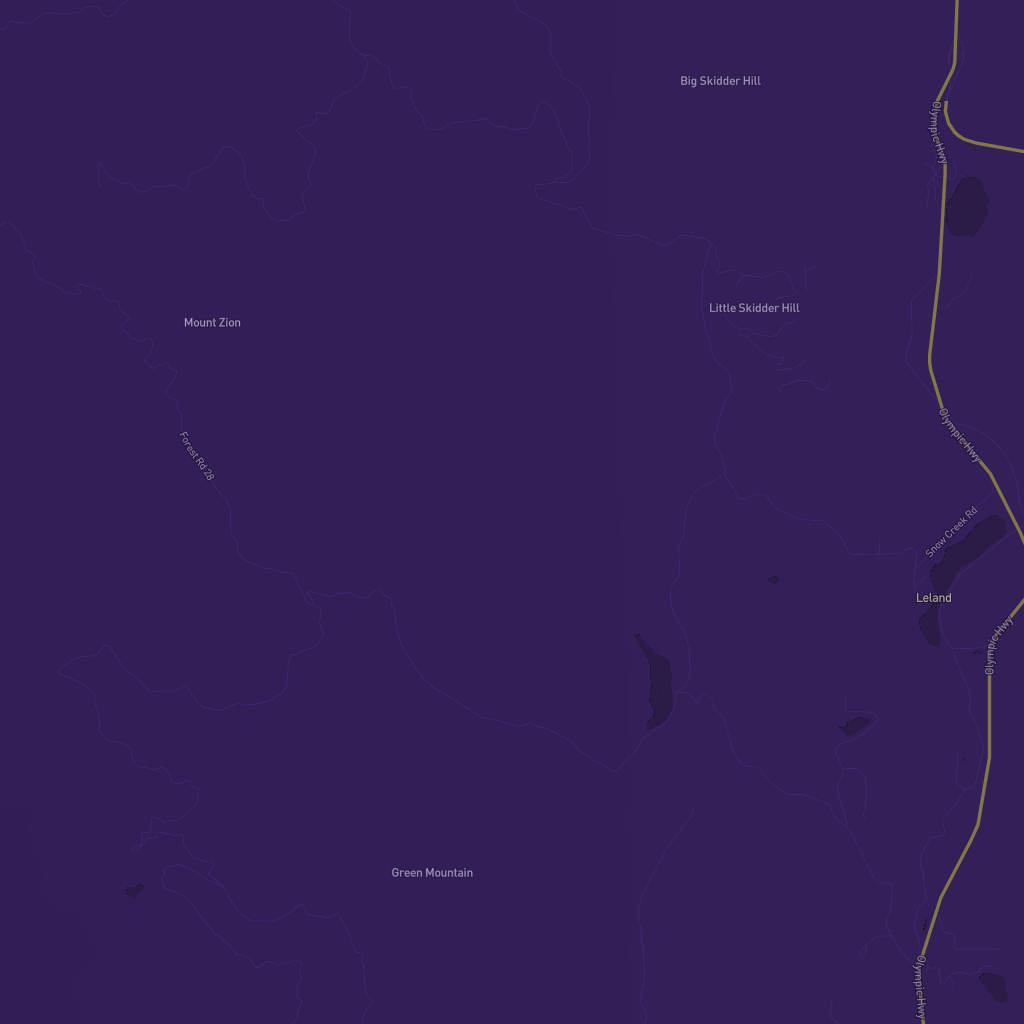 Big Skidder Hill
Olympic Hwy
Little Skidder Hill
Mount Zion
Olympic Hwy
Forest Rd 28
Snow Creek Rd
Leland
Olympic Hwy
Green Mountain
Olympic Hwy